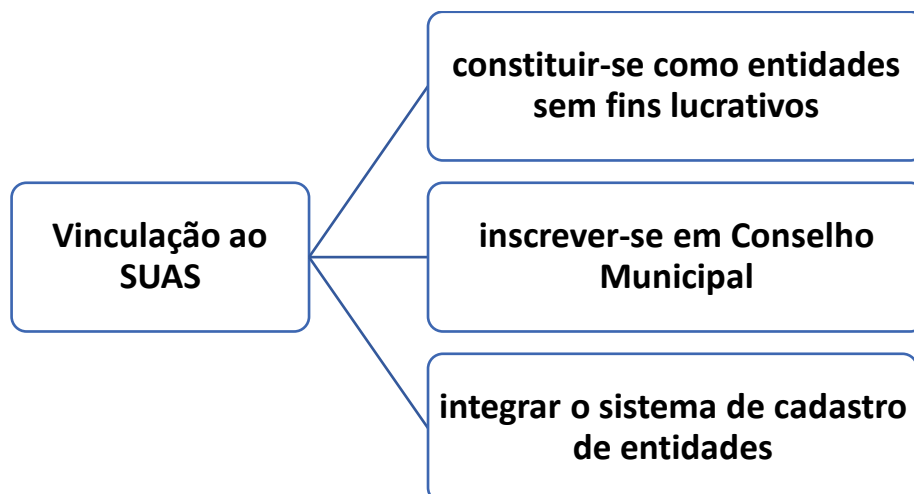 constituir-se como entidades
sem fins lucrativos
Vinculação ao
SUAS
inscrever-se em Conselho
Municipal
integrar o sistema de cadastro
de entidades